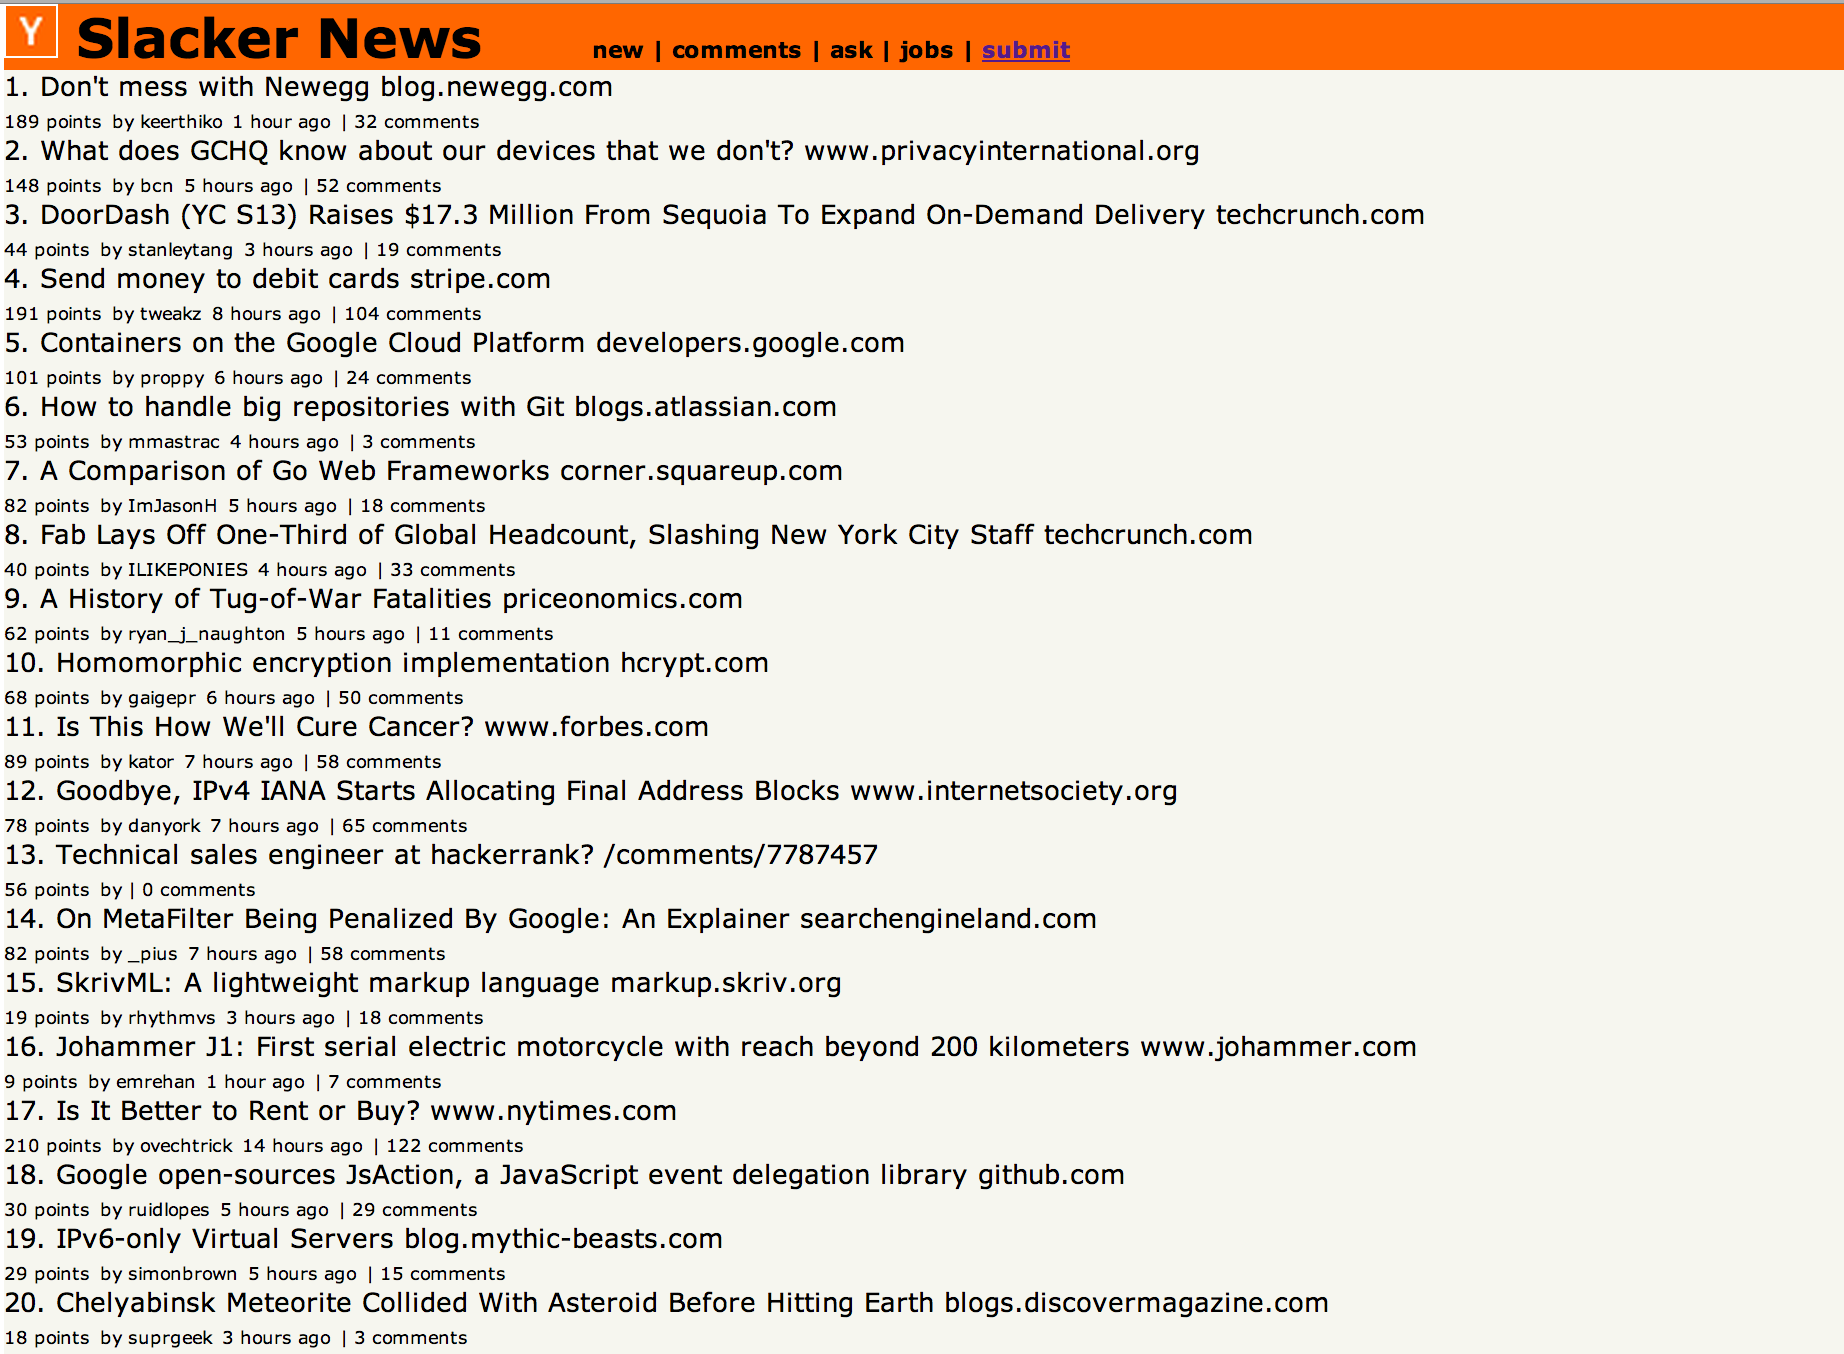 Y Slacker News new | comments | ask | jobs | submit
1. Don't mess with Newegg blog.newegg.com
189 points by keerthiko 1 hour ago | 32 comments
2. What does GCHQ know about our devices that we don't? www.privacyinternational.org
148 points by bcn 5 hours ago | 52 comments
3. DoorDash (YC S13) Raises $17.3 Million From Sequoia To Expand On-Demand Delivery techcrunch.com
44 points by stanleytang 3 hours ago | 19 comments
4. Send money to debit cards stripe.com
191 points by tweakz 8 hours ago | 104 comments
5. Containers on the Google Cloud Platform developers.google.com
101 points by proppy 6 hours ago | 24 comments
6. How to handle big repositories with Git blogs.atlassian.com
53 points by mmastrac 4 hours ago | 3 comments
7. A Comparison of Go Web Frameworks corner.squareup.com
82 points by ImJasonH 5 hours ago | 18 comments
8. Fab Lays Off One-Third of Global Headcount, Slashing New York City Staff techcrunch.com
40 points by ILIKEPONIES 4 hours ago | 33 comments
9. A History of Tug-of-War Fatalities priceonomics.com
62 points by ryan_j_naughton 5 hours ago | 11 comments
10. Homomorphic encryption implementation hcrypt.com
68 points by gaigepr 6 hours ago | 50 comments
11. Is This How We'll Cure Cancer? www.forbes.com
89 points by kator 7 hours ago | 58 comments
12. Goodbye, IPv4 IANA Starts Allocating Final Address Blocks www.internetsociety.org
78 points by danyork 7 hours ago | 65 comments
13. Technical sales engineer at hackerrank? /comments/7787457
56 points by | 0 comments
14. On MetaFilter Being Penalized By Google: An Explainer searchengineland.com
82 points by _pius 7 hours ago | 58 comments
15. SkrivML: A lightweight markup language markup.skriv.org
19 points by rhythmvs 3 hours ago | 18 comments
16. Johammer J1: First serial electric motorcycle with reach beyond 200 kilometers www.johammer.com
9 points by emrehan 1 hour ago | 7 comments
17. Is It Better to Rent or Buy? www.nytimes.com
210 points by ovechtrick 14 hours ago | 122 comments
18. Google open-sources JsAction, a JavaScript event delegation library github.com
30 points by ruidlopes 5 hours ago | 29 comments
19. IPv6-only Virtual Servers blog.mythic-beasts.com
29 points by simonbrown 5 hours ago | 15 comments
20. Chelyabinsk Meteorite Collided With Asteroid Before Hitting Earth blogs.discovermagazine.com
18 points by suprgeek 3 hours ago | 3 comments